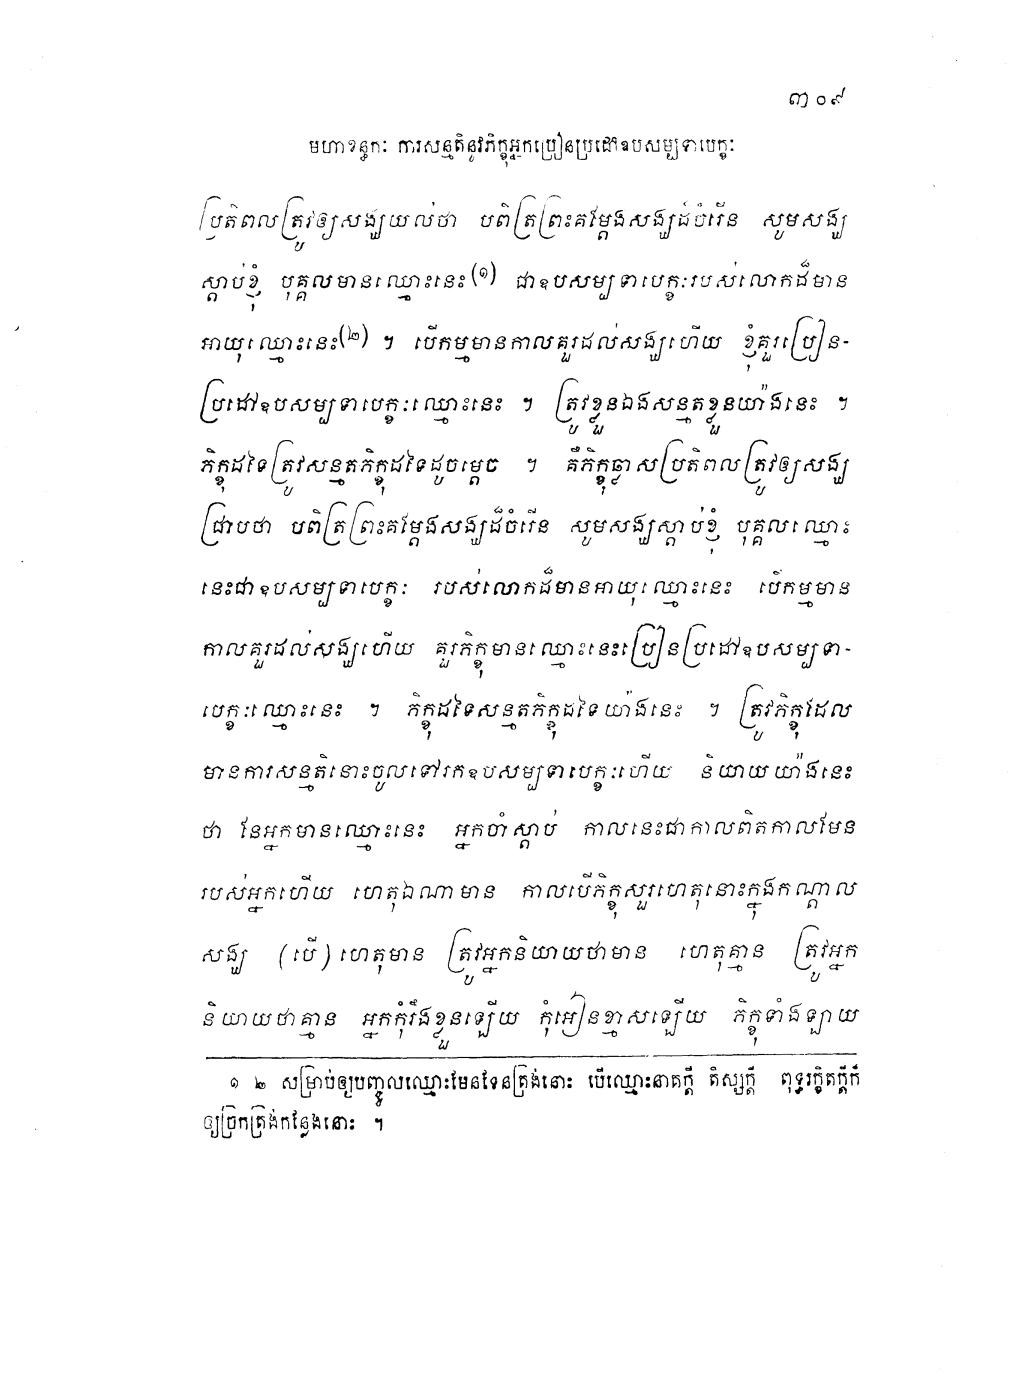 ៣០៩
មហាខន្ធកៈ ការសន្មតិនូវភិក្ខុអ្នកប្រៀនប្រដៅឧបសម្បទាបេក្ខៈ
ប្រតិពលត្រូវឲ្យសង្ឃយល់ថា បពិត្រព្រះគម្តែងសង្ឃដ៏ចំរើន សូមសង្ឃ
ស្តាប់ខ្ញុំ បុគ្គលមានឈ្មោះនេះ(១) ជាឧបសម្បទាបេក្ខៈរបស់លោកដ៏មាន
អាយុឈ្មោះនេះ(២) ។ បើកម្មមានកាលគួរដល់សង្ឃហើយ ខ្ញុំគួរប្រៀន-
ប្រដៅឧបសម្បទាបេក្ខៈឈ្មោះនេះ ។ ត្រូវខ្លួនឯងសន្មតខ្លួនយ៉ាងនេះ ។
ភិក្ខុដទៃត្រូវសន្មតភិក្ខុដទៃដូចម្តេច ។ គឺភិក្ខុឆ្លាសប្រតិពលត្រូវឲ្យសង្ឃ
ជ្រាបថា បពិត្រព្រះគម្តែងសង្ឃដ៏ចំរើន សូមសង្ឃស្តាប់ខ្ញុំ បុគ្គលឈ្មោះ
នេះជាឧបសម្បទាបេក្ខៈ របស់លោកដ៏មានអាយុឈ្មោះនេះ បើកម្មមាន
កាលគួរដល់សង្ឃហើយ គួរភិក្ខុមានឈ្មោះនេះប្រៀនប្រដៅឧបសម្បទា-
បេក្ខៈឈ្មោះនេះ ។ ភិក្ខុដទៃសន្មតភិក្ខុដទៃយ៉ាងនេះ ។ ត្រូវភិក្ខុដែល
មានការសន្មតិនោះចូលទៅរកឧបសម្បទាបេក្ខៈហើយ និយាយយ៉ាងនេះ
ថា នែអ្នកមានឈ្មោះនេះ អ្នកចាំស្តាប់ កាលនេះជាកាលពិតកាលមែន
របស់អ្នកហើយ ហេតុឯណាមាន កាលបើភិក្ខុសួរហេតុនោះក្នុងកណ្តាល
សង្ឃ (បើ) ហេតុមាន ត្រូវអ្នកនិយាយថាមាន ហេតុគ្មាន ត្រូវអ្នក
និយាយថាគ្មាន អ្នកកុំរឹងខ្លួនឡើយ កុំអៀនខ្មាសឡើយ ភិក្ខុទាំងឡាយ
១ ២ សម្រាប់ឲ្យបញ្ចូលឈ្មោះមែនទែនត្រង់នោះ បើឈ្មោះនាគក្តី តិស្សក្តី ពុទ្ធរក្ខិតក្តីក៏
ឲ្យច្រែកត្រង់កន្លែងនោះ ។